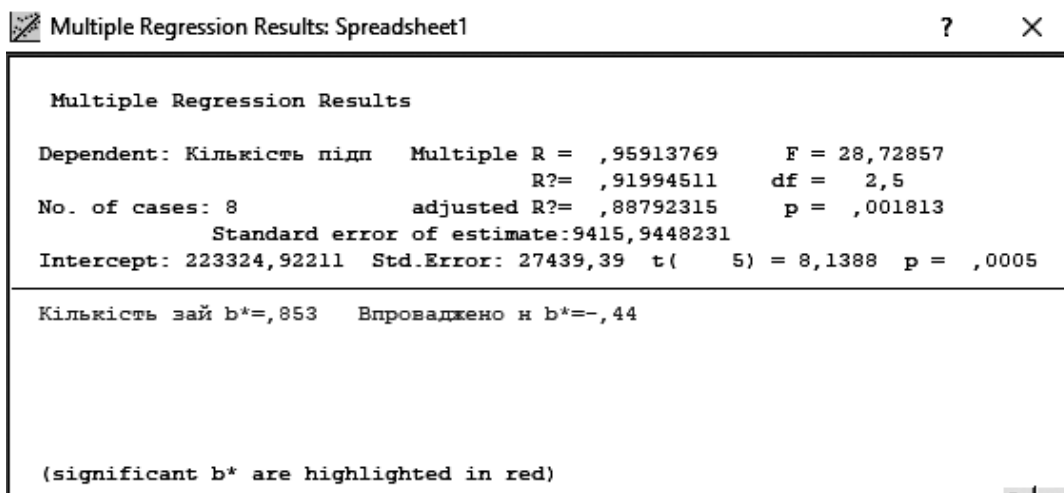 Multiple Regression Results: Spreadsheet1 ? ×
Multiple Regression Results
Dependent: Кількість підп Multiple R = ,95913769 F = 28,72857
R?= ,91994511 df = 2,5
No. of cases: 8 adjusted R?= ,88792315 p = ,001813
Standard error of estimate:9415,9448231
Intercept: 223324,92211 Std.Error: 27439,39 t( 5) = 8,1388 p = ,0005
Кількість зай b*=,853 Впроваджено н b*=-,44
(significant b* are highlighted in red)